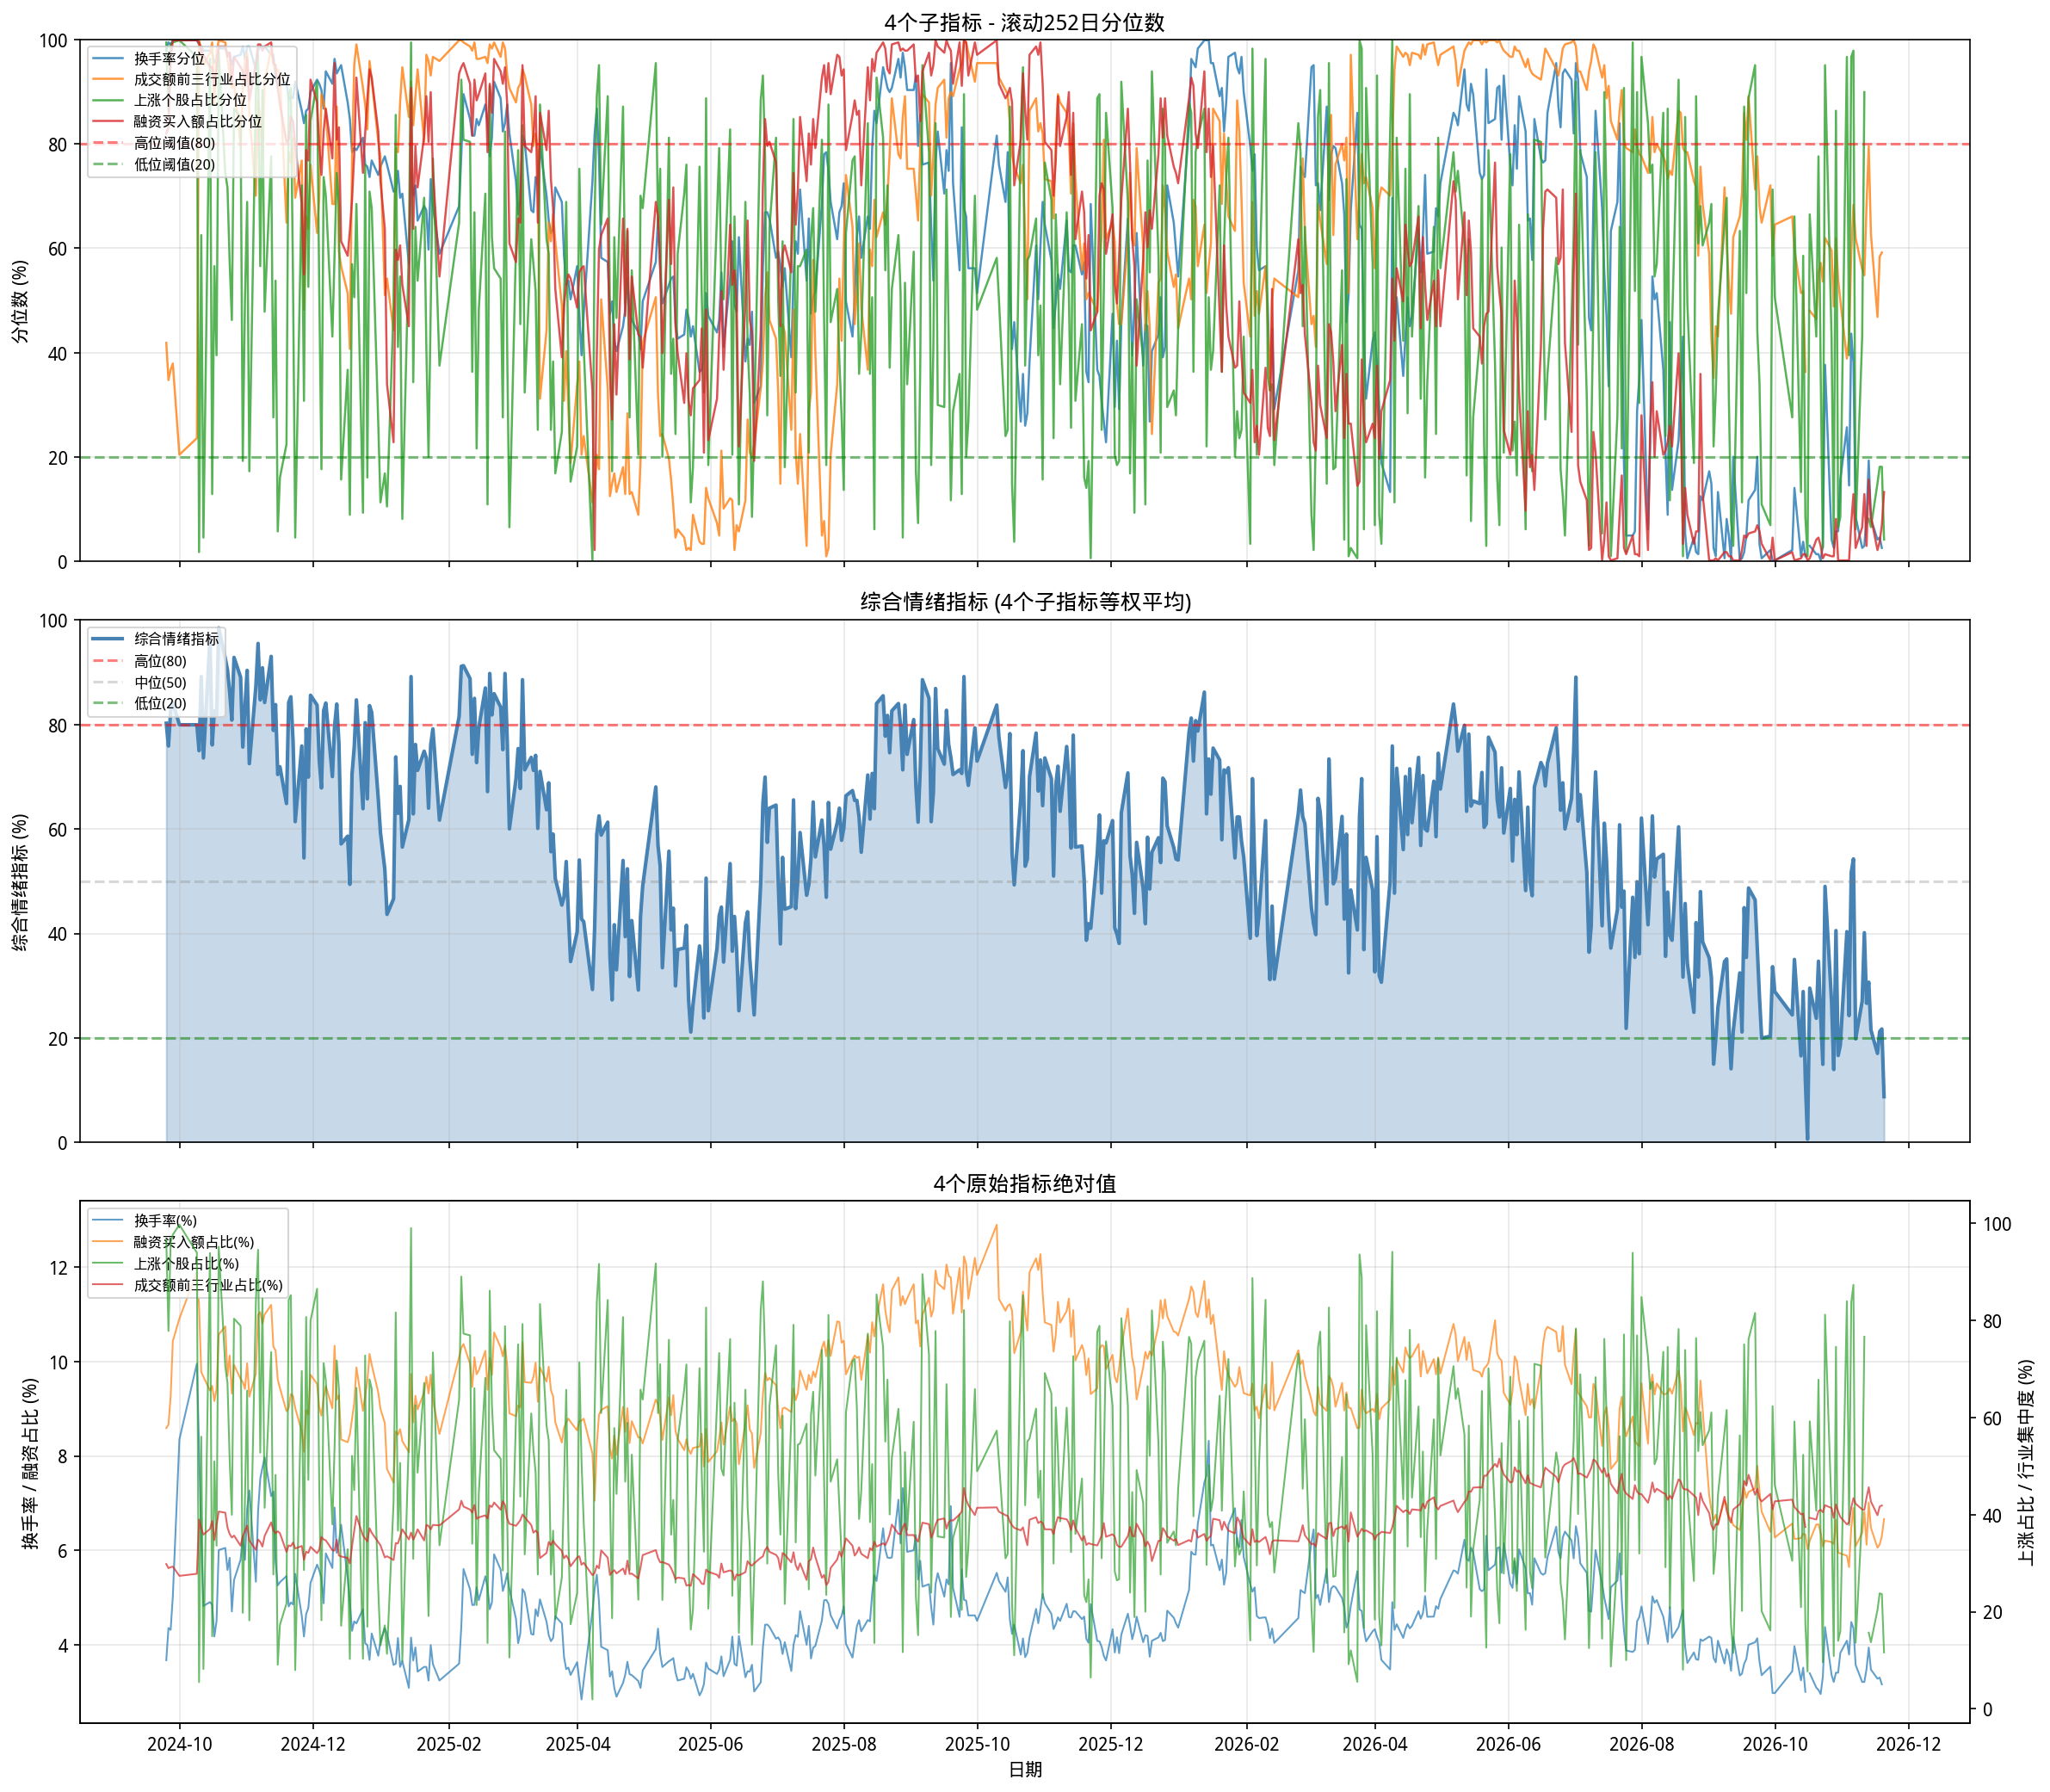 4个子指标 - 滚动252日分位数
100
80
60
40
20
0
分位数 (%)
换手率分位
成交额前三行业占比分位
上涨个股占比分位
融资买入额占比分位
高位阈值(80)
低位阈值(20)
综合情绪指标 (4个子指标等权平均)
100
80
60
40
20
0
综合情绪指标 (%)
综合情绪指标
高位(80)
中位(50)
低位(20)
4个原始指标绝对值
12
10
8
6
4
换手率 / 融资占比 (%)
换手率(%)
融资买入额占比(%)
上涨个股占比(%)
成交额前三行业占比(%)
100
80
60
40
20
0
上涨占比 / 行业集中度 (%)
2024-10 2024-12 2025-02 2025-04 2025-06 2025-08 2025-10 2025-12 2026-02 2026-04 2026-06 2026-08 2026-10 2026-12
日期